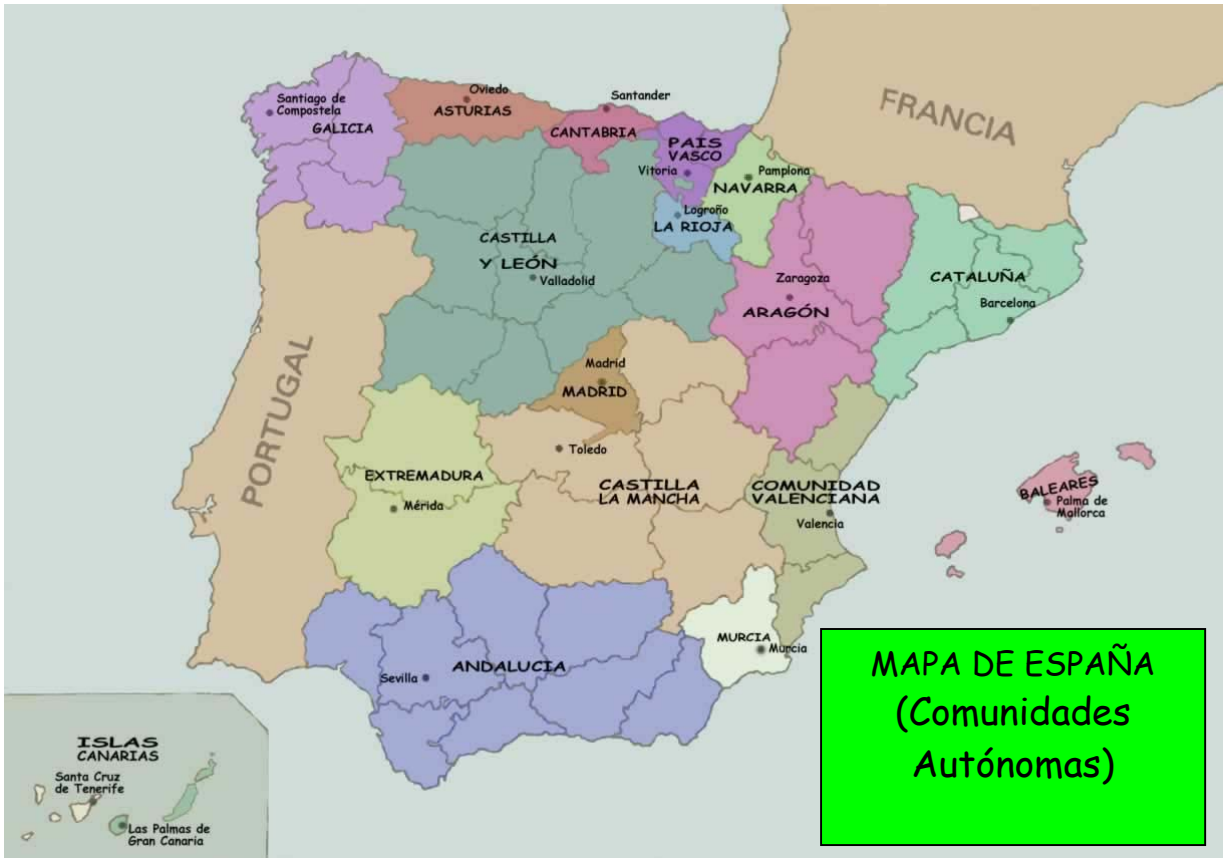 FRANCIA
Oviedo
ASTURIAS
Santander
CANTABRIA
Santiago de
Compostela
GALICIA
PAIS
VASCO
Vitoria
Pamplona
NAVARRA
Logroño
LA RIOJA
CASTILLA
Y LEÓN
Valladolid
Zaragoza
ARAGÓN
CATALUÑA
Barcelona
PORTUGAL
Madrid
MADRID
Toledo
EXTREMADURA
Mérida
CASTILLA
LA MANCHA
COMUNIDAD
VALENCIANA
Valencia
BALEARES
Palma de
Mallorca
MURCIA
Murcia
ANDALUCIA
Sevilla
MAPA DE ESPAÑA
(Comunidades
Autónomas)
ISLAS
CANARIAS
Santa Cruz
de Tenerife
Las Palmas de
Gran Canaria